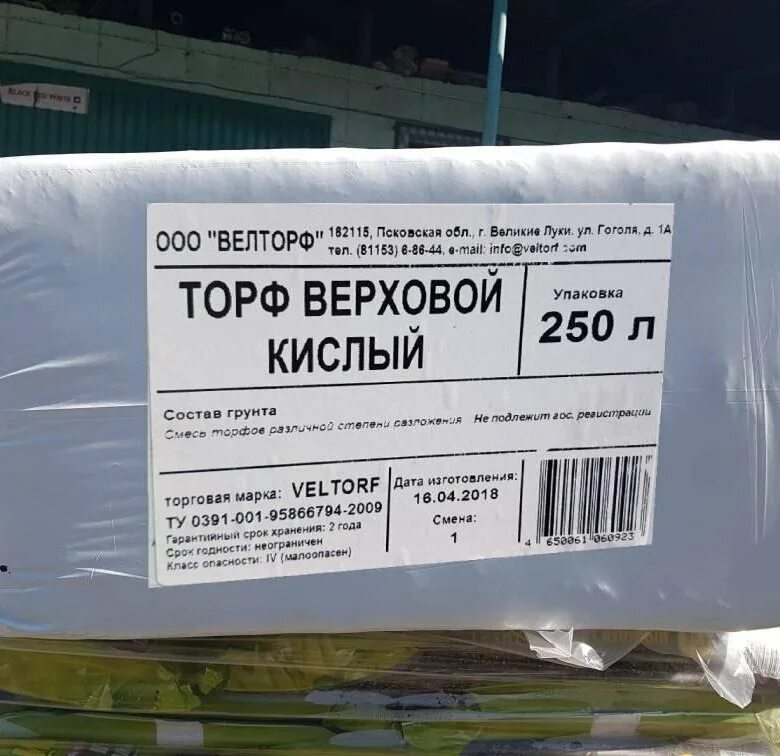 BLACK RED WHITE
ООО "ВЕЛТОРФ" 182115, Псковская обл., г. Великие Луки. ул. Гоголя, д. 1А
тел. (81153) 6-86-44, e-mail: info@veltorf.com
ТОРФ ВЕРХОВОЙ
КИСЛЫЙ
Упаковка
250 л
Состав грунта
Смесь торфов различной степени разложения Не подлежит гос. регистрации
торговая марка: VELTORF
ТУ 0391-001-95866794-2009
Гарантийный срок хранения: 2 года
Срок годности: неограничен
Класс опасности: IV (малоопасен)
Дата изготовления:
16.04.2018
Смена:
1
4 650061 060923